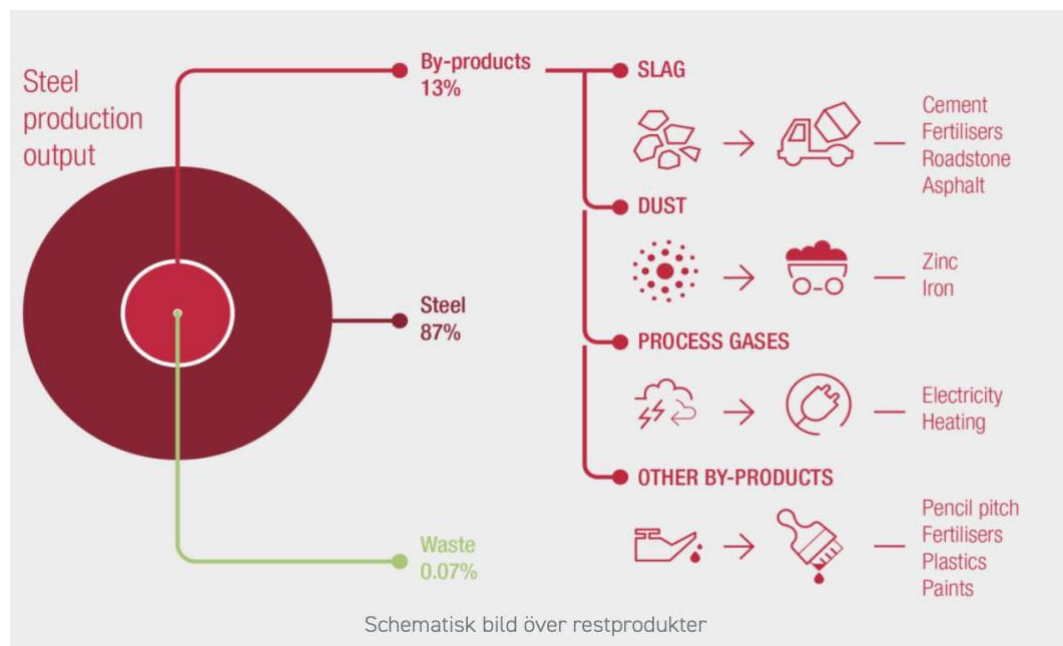 Steel
production
output
By-products
13%
Steel
87%
Waste
0.07%
SLAG
Cement
Fertilisers
Roadstone
Asphalt
DUST
Zinc
Iron
PROCESS GASES
Electricity
Heating
OTHER BY-PRODUCTS
Pencil pitch
Fertilisers
Plastics
Paints
Schematisk bild över restprodukter